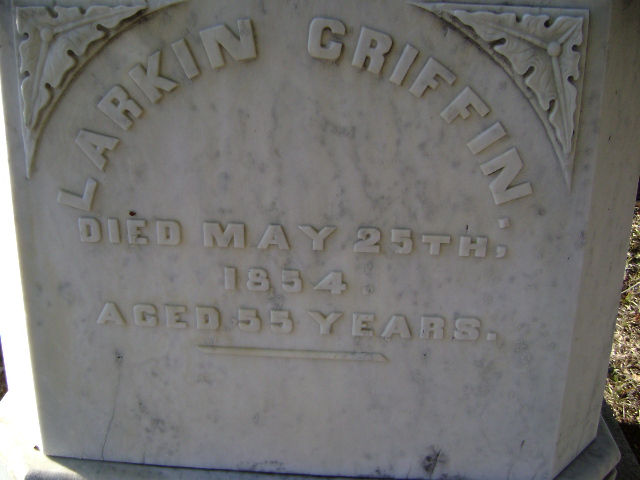 LARKIN GRIFFIN.
DIED MAY 25TH,
1854.
AGED 55 YEARS.